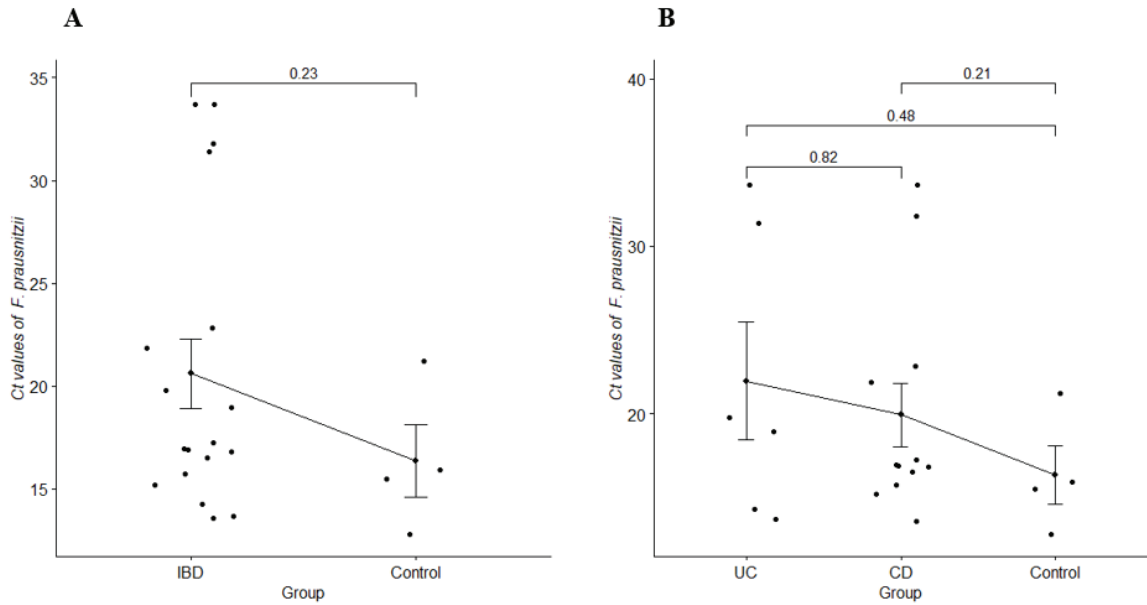 A
Ct values of F. prausnitzii
35
30
25
20
15
0.23
IBD
Control
Group
B
Ct values of F. prausnitzii
40
30
20
0.21
0.48
0.82
UC
CD
Control
Group